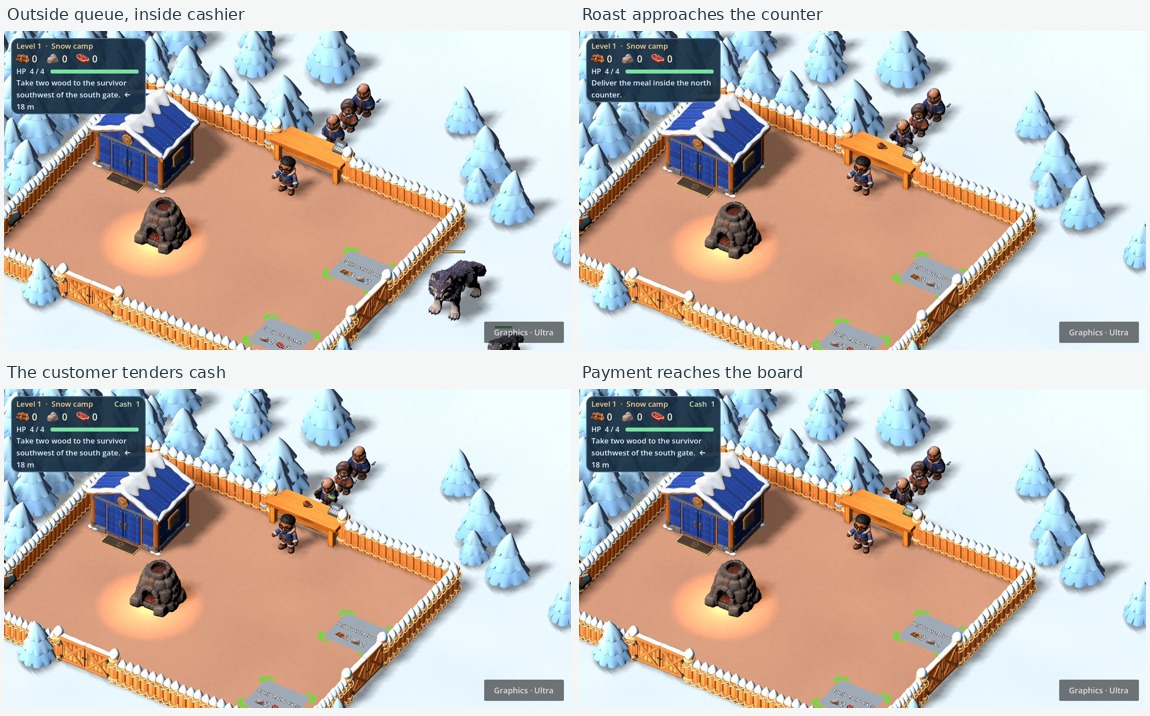 Outside queue, inside cashier
Level 1 · Snow camp
0 0 0
HP 4 / 4
Take two wood to the survivor
southwest of the south gate. ←
18 m
Graphics · Ultra
Roast approaches the counter
Level 1 · Snow camp
0 0 0
HP 4 / 4
Deliver the meal inside the north
counter.
Graphics · Ultra
The customer tenders cash
Level 1 · Snow camp Cash 1
0 0 0
HP 4 / 4
Take two wood to the survivor
southwest of the south gate. ←
18 m
Graphics · Ultra
Payment reaches the board
Level 1 · Snow camp Cash 1
0 0 0
HP 4 / 4
Take two wood to the survivor
southwest of the south gate. ←
18 m
Graphics · Ultra